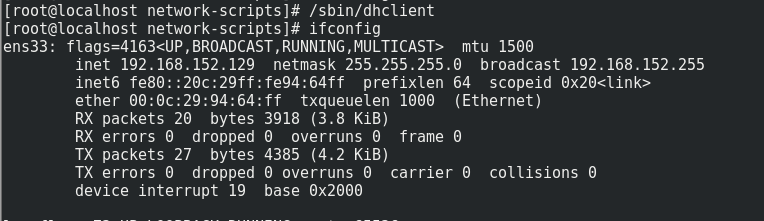 [root@localhost network-scripts]# /sbin/dhclient
[root@localhost network-scripts]# ifconfig
ens33: flags=4163<UP,BROADCAST,RUNNING,MULTICAST>  mtu 1500
        inet 192.168.152.129  netmask 255.255.255.0  broadcast 192.168.152.255
        inet6 fe80::20c:29ff:fe94:64ff  prefixlen 64  scopeid 0x20<link>
        ether 00:0c:29:94:64:ff  txqueuelen 1000  (Ethernet)
        RX packets 20  bytes 3918 (3.8 KiB)
        RX errors 0  dropped 0  overruns 0  frame 0
        TX packets 27  bytes 4385 (4.2 KiB)
        TX errors 0  dropped 0 overruns 0  carrier 0  collisions 0
        device interrupt 19  base 0x2000